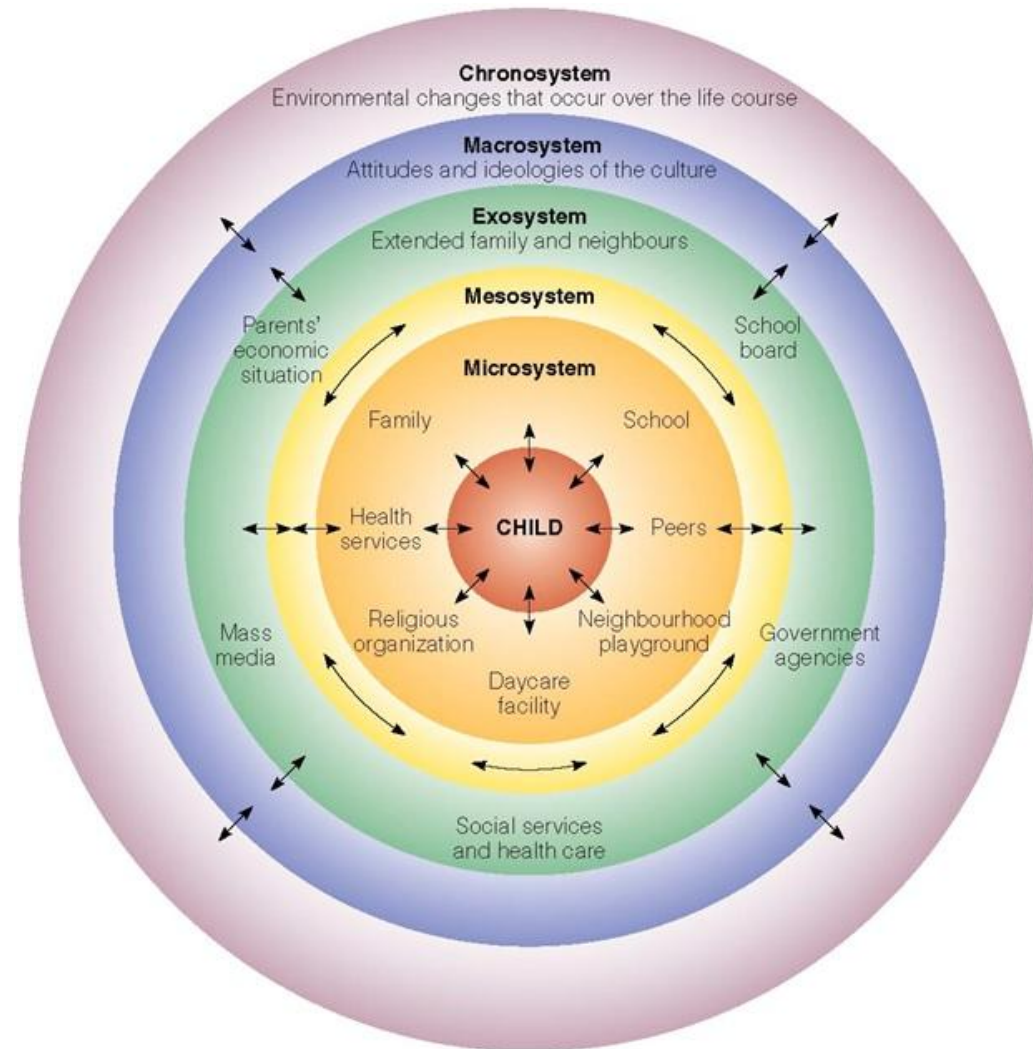 Chronosystem
Environmental changes that occur over the life course
Macrosystem
Attitudes and ideologies of the culture
Exosystem
Extended family and neighbours
Mesosystem
Parents'
economic
situation
School
board
Microsystem
Family
School
Health
services
CHILD
Peers
Religious
organization
Neighbourhood
playground
Mass
media
Government
agencies
Daycare
facility
Social services
and health care